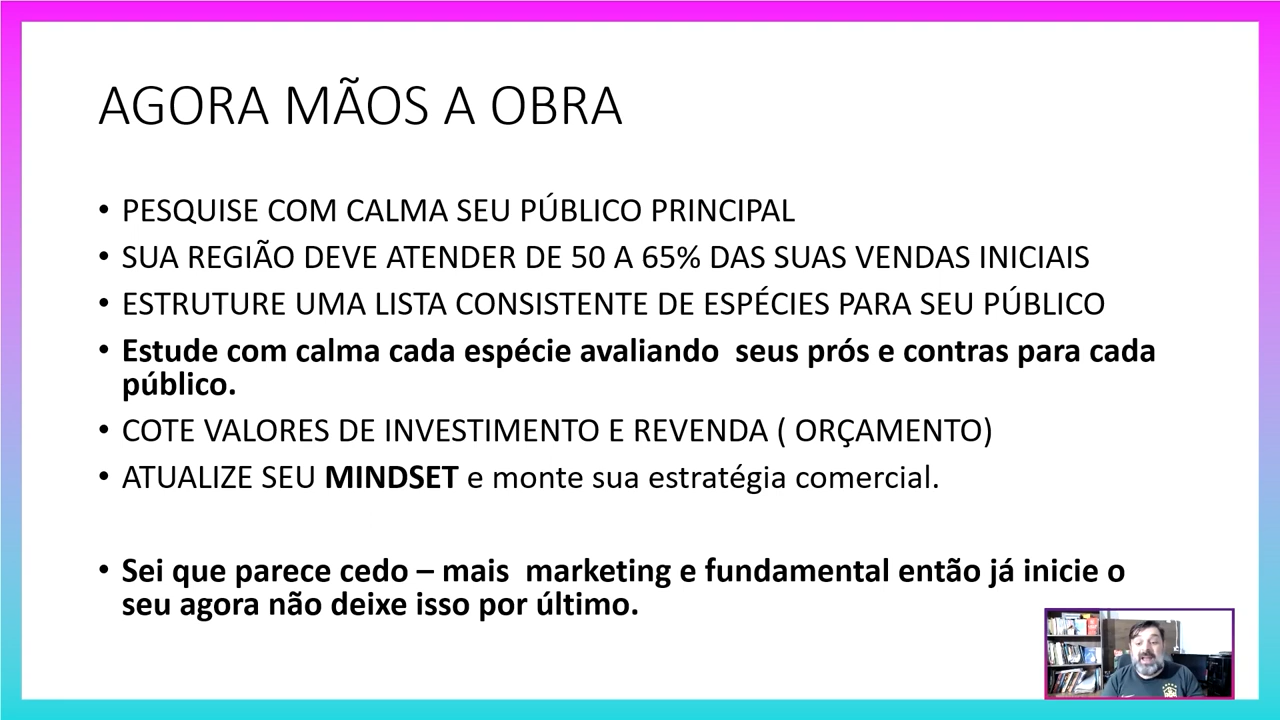 AGORA MÃOS A OBRA
• PESQUISE COM CALMA SEU PÚBLICO PRINCIPAL
• SUA REGIÃO DEVE ATENDER DE 50 A 65% DAS SUAS VENDAS INICIAIS
• ESTRUTURE UMA LISTA CONSISTENTE DE ESPÉCIES PARA SEU PÚBLICO
• Estude com calma cada espécie avaliando  seus prós e contras para cada
público.
• COTE VALORES DE INVESTIMENTO E REVENDA ( ORÇAMENTO)
• ATUALIZE SEU MINDSET e monte sua estratégia comercial.
• Sei que parece cedo – mais  marketing e fundamental então já inicie o
seu agora não deixe isso por último.